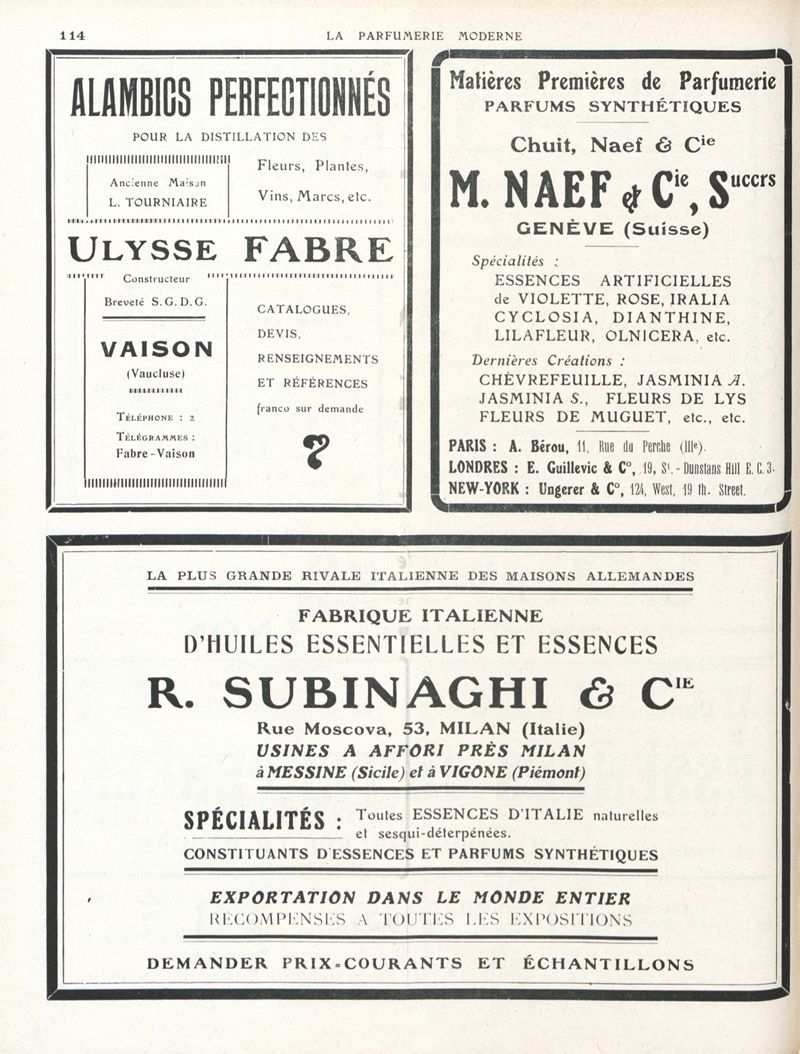 114
LA PARFUMERIE MODERNE
ALAMBICS PERFECTIONNÉS
POUR LA DISTILLATION DES
Ancienne Maison
L. TOURNIAIRE
Fleurs, Plantes,
Vins, Marcs, etc.
ULYSSE FABRE
Constructeur
Breveté S. G. D. G.
VAISON
(Vaucluse)
TÉLÉPHONE : 2
TÉLÉGRAMMES :
Fabre-Vaison
CATALOGUES,
DEVIS,
RENSEIGNEMENTS
ET RÉFÉRENCES
franco sur demande
Matières Premières de Parfumerie
PARFUMS SYNTHÉTIQUES
Chuit, Naef & Cie
M. NAEF & Cie, Succrs
GENÈVE (Suisse)
Spécialités :
ESSENCES ARTIFICIELLES
de VIOLETTE, ROSE, IRALIA
CYCLOSIA, DIANTHINE,
LILAFLEUR, OLNICERA, etc.
Dernières Créations :
CHÈVREFEUILLE, JASMINIA A.
JASMINIA S., FLEURS DE LYS
FLEURS DE MUGUET, etc., etc.
PARIS : A. Bérou, 11, Rue du Perche (IIIe).
LONDRES : E. Guillevic & Co, 19, St.-Dunstans Hill E. C. 3.
NEW-YORK : Ungerer & Co, 124, West, 19 th. Street.
LA PLUS GRANDE RIVALE ITALIENNE DES MAISONS ALLEMANDES
FABRIQUE ITALIENNE
D'HUILES ESSENTIELLES ET ESSENCES
R. SUBINAGHI & CIE
Rue Moscova, 53, MILAN (Italie)
USINES A AFFORI PRÈS MILAN
à MESSINE (Sicile) et à VIGONE (Piémont)
SPÉCIALITÉS : Toutes ESSENCES D'ITALIE naturelles
et sesqui-déterpénées.
CONSTITUANTS D'ESSENCES ET PARFUMS SYNTHÉTIQUES
EXPORTATION DANS LE MONDE ENTIER
RÉCOMPENSES A TOUTES LES EXPOSITIONS
DEMANDER PRIX-COURANTS ET ÉCHANTILLONS